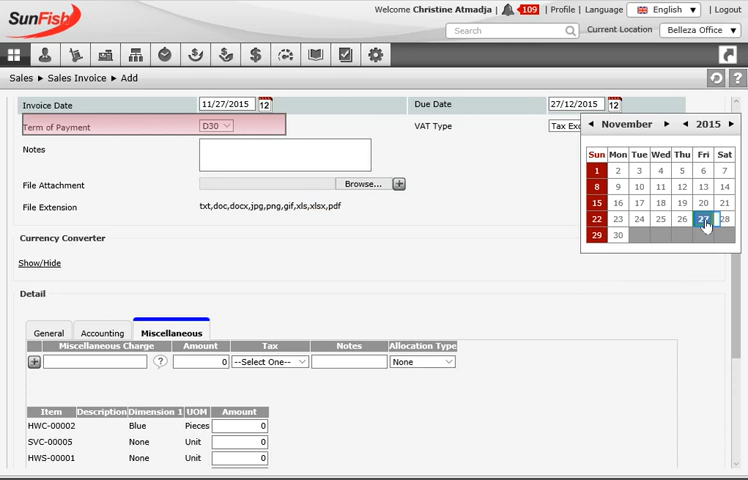 SunFish
Welcome Christine Atmadja | 109 | Profile | Language English | Logout
Search Current Location Belleza Office
Sales ▶ Sales Invoice ▶ Add
Invoice Date 11/27/2015 12 Due Date 27/12/2015 12
Term of Payment D30 VAT Type Tax Exc
Notes
File Attachment Browse...
File Extension txt,doc,docx,jpg,png,gif,xls,xlsx,pdf
November 2015
Sun Mon Tue Wed Thu Fri Sat
1 2 3 4 5 6 7
8 9 10 11 12 13 14
15 16 17 18 19 20 21
22 23 24 25 26 27 28
29 30
Currency Converter
Show/Hide
Detail
General Accounting Miscellaneous
Miscellaneous Charge Amount Tax Notes Allocation Type
0 --Select One-- None
Item Description Dimension 1 UOM Amount
HWC-00002 Blue Pieces 0
SVC-00005 None Unit 0
HWS-00001 None Unit 0